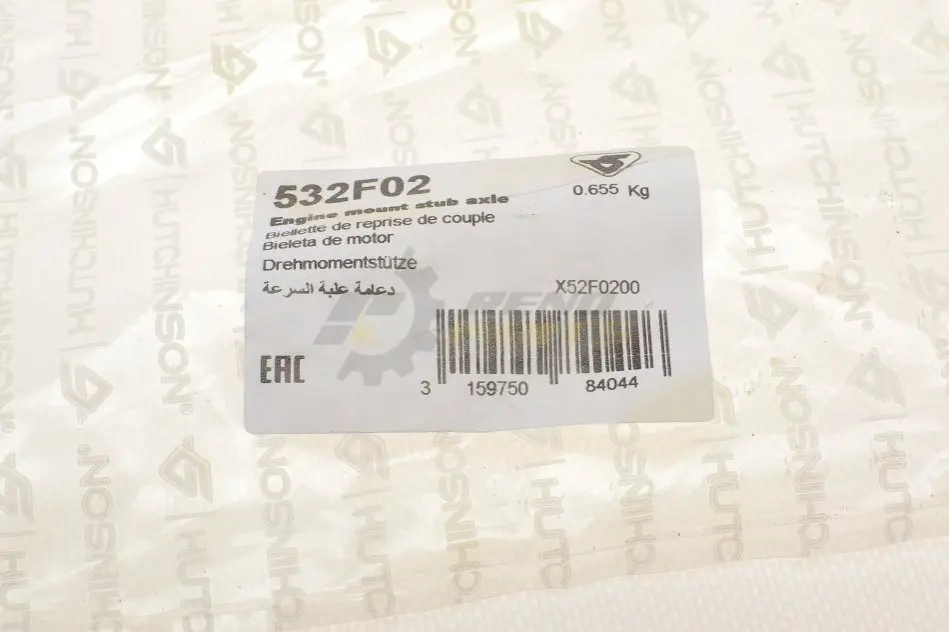 532F02
0.655 Kg
Engine mount stub axle
Biellette de reprise de couple
Bieleta de motor
Drehmomentstütze
دعامة علبة السرعة
X52F0200
EAC
3 159750 84044
HUTCHINSON